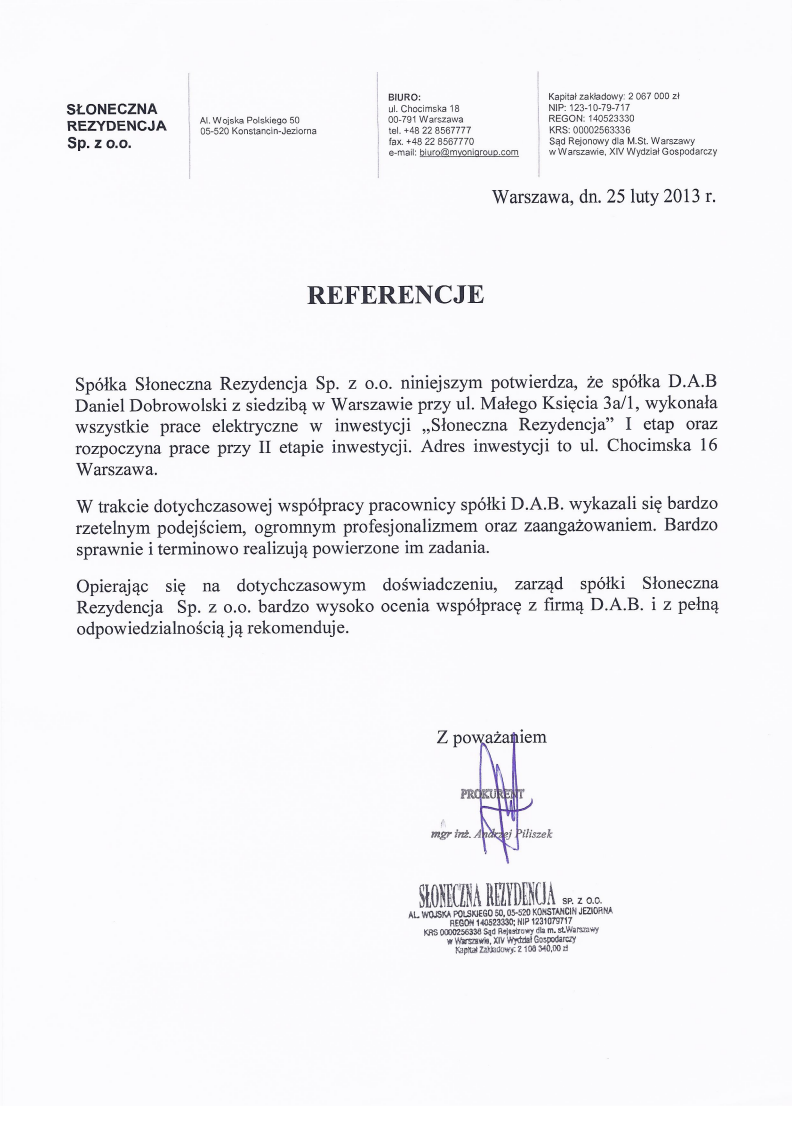 SŁONECZNA
REZYDENCJA
Sp. z o.o.
Al. Wojska Polskiego 50
05-520 Konstancin-Jeziorna
BIURO:
ul. Chocimska 18
00-791 Warszawa
tel. +48 22 8567777
fax. +48 22 8567770
e-mail: biuro@myonigroup.com
Kapitał zakładowy: 2 067 000 zł
NIP: 123-10-79-717
REGON: 140523330
KRS: 00002563336
Sąd Rejonowy dla M.St. Warszawy
w Warszawie, XIV Wydział Gospodarczy
Warszawa, dn. 25 luty 2013 r.
REFERENCJE
Spółka Słoneczna Rezydencja Sp. z o.o. niniejszym potwierdza, że spółka D.A.B
Daniel Dobrowolski z siedzibą w Warszawie przy ul. Małego Księcia 3a/1, wykonała
wszystkie prace elektryczne w inwestycji „Słoneczna Rezydencja” I etap oraz
rozpoczyna prace przy II etapie inwestycji. Adres inwestycji to ul. Chocimska 16
Warszawa.
W trakcie dotychczasowej współpracy pracownicy spółki D.A.B. wykazali się bardzo
rzetelnym podejściem, ogromnym profesjonalizmem oraz zaangażowaniem. Bardzo
sprawnie i terminowo realizują powierzone im zadania.
Opierając się na dotychczasowym doświadczeniu, zarząd spółki Słoneczna
Rezydencja Sp. z o.o. bardzo wysoko ocenia współpracę z firmą D.A.B. i z pełną
odpowiedzialnością ją rekomenduje.
Z poważaniem
PROKURENT
mgr inż. Andrzej Piliszek
SŁONECZNA REZYDENCJA SP. Z O.O.
AL. WOJSKA POLSKIEGO 50, 05-520 KONSTANCIN JEZIORNA
REGON 140523330; NIP 1231079717
KRS 0000256336 Sąd Rejestrowy dla m. st.Warszawy
w Warszawie, XIV Wydział Gospodarczy
Kapitał Zakładowy: 2 108 340,00 zł